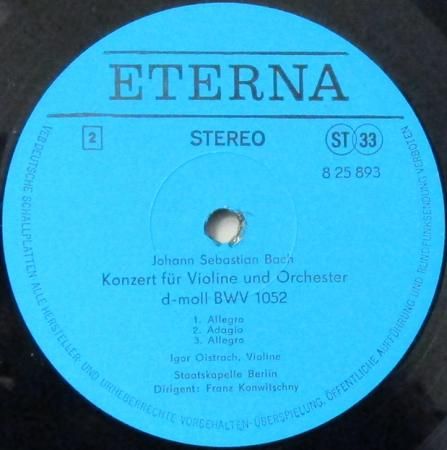 ETERNA
2
STEREO
ST 33
8 25 893
Johann Sebastian Bach
Konzert für Violine und Orchester
d-moll BWV 1052
1. Allegro
2. Adagio
3. Allegro
Igor Oistrach, Violine
Staatskapelle Berlin
Dirigent: Franz Konwitschny
VEB DEUTSCHE SCHALLPLATTEN ALLE HERSTELLER- UND URHEBERRECHTE VORGEHALTEN-ÜBERSPIELUNG, ÖFFENTLICHE AUFFÜHRUNG UND RUNDFUNKSENDUNG VERBOTEN